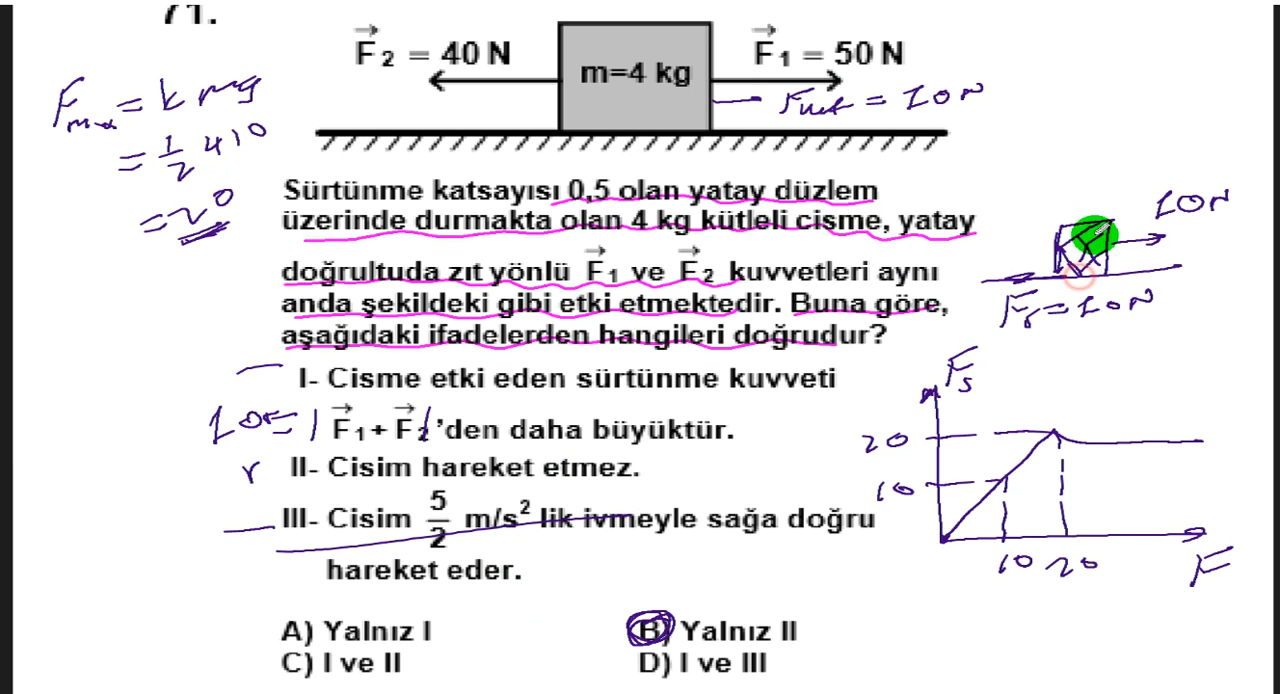 71.
F₂ = 40 N
m=4 kg
F₁ = 50 N
Fnet = 10N
Fmax = k mg
= 1/2 4 10
= 20
Sürtünme katsayısı 0,5 olan yatay düzlem
üzerinde durmakta olan 4 kg kütleli cisme, yatay
doğrultuda zıt yönlü F₁ ve F₂ kuvvetleri aynı
anda şekildeki gibi etki etmektedir. Buna göre,
aşağıdaki ifadelerden hangileri doğrudur?
I- Cisme etki eden sürtünme kuvveti
F₁ + F₂ 'den daha büyüktür.
II- Cisim hareket etmez.
III- Cisim 5/2 m/s² lik ivmeyle sağa doğru
hareket eder.
A) Yalnız I
B) Yalnız II
C) I ve II
D) I ve III
10N
= 10N
Fs
20
10
10 20
F